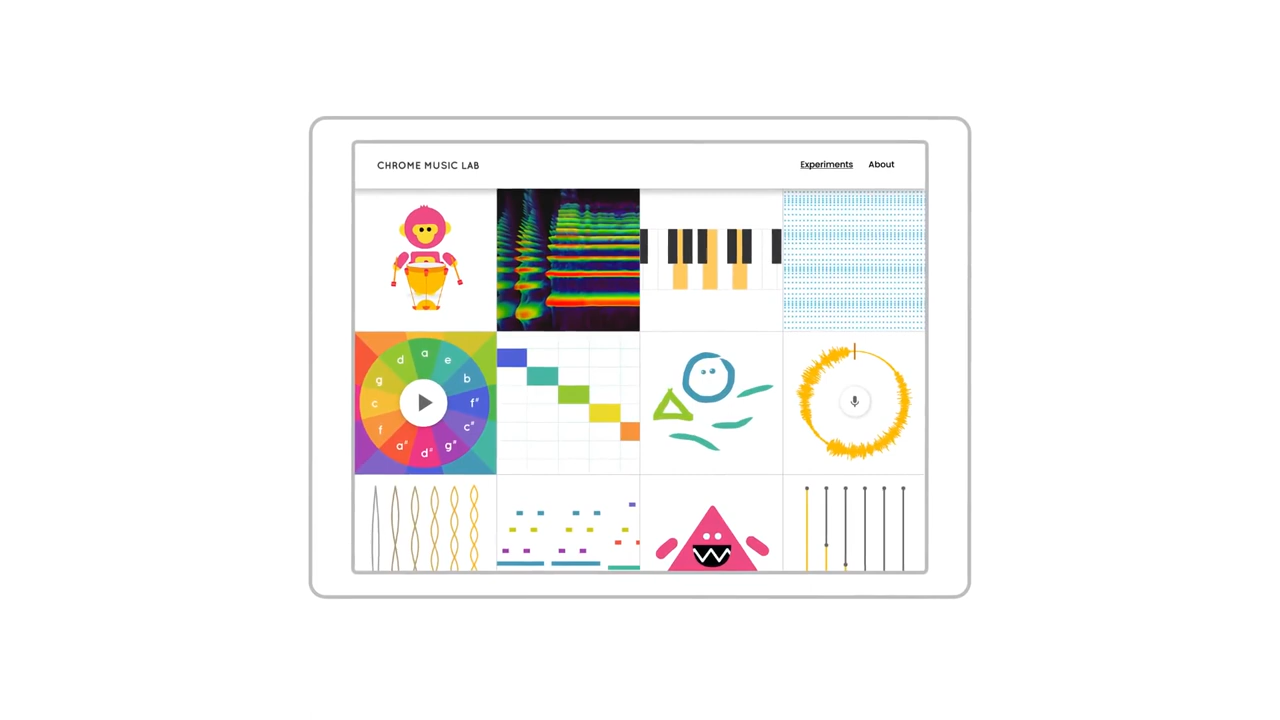 CHROME MUSIC LAB
Experiments About
d a e
g b
c f#
f c#
a# d# g#